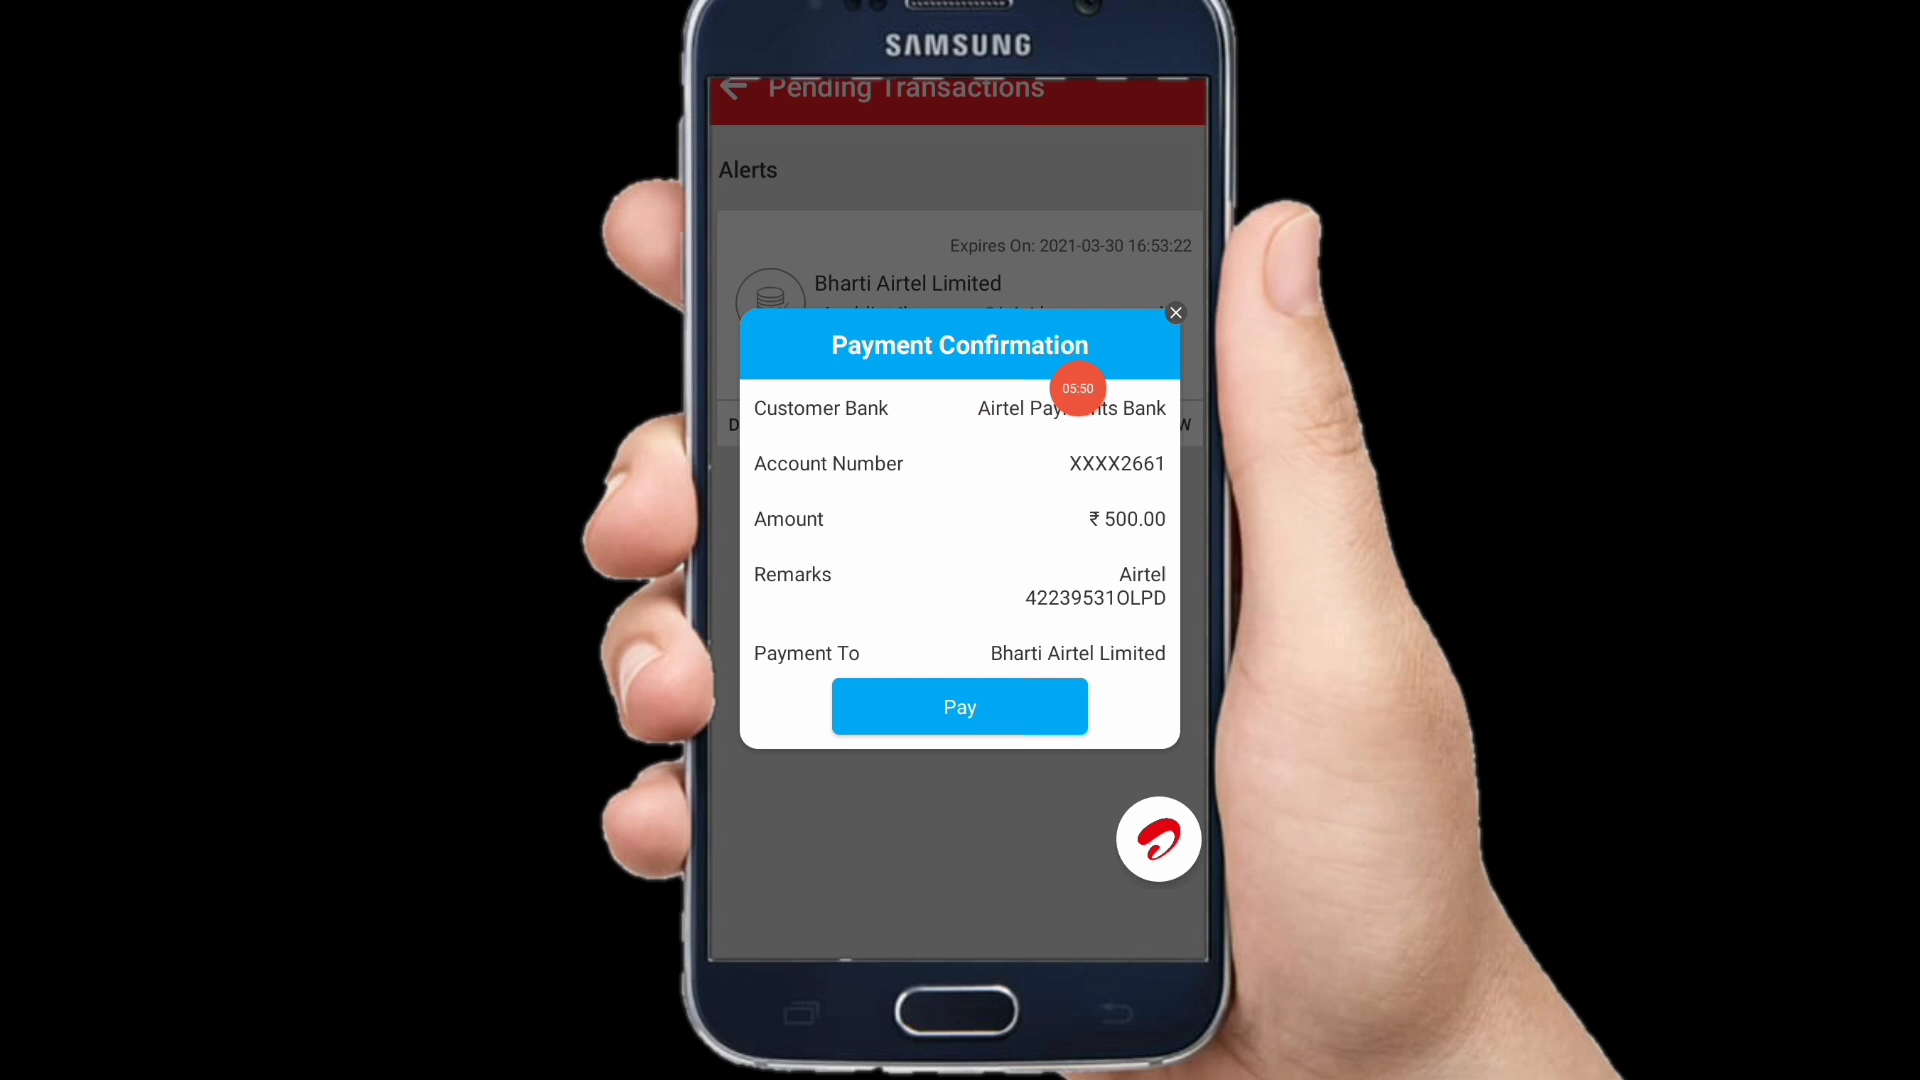 SAMSUNG
Pending Transactions
Alerts
Expires On: 2021-03-30 16:53:22
Bharti Airtel Limited
Payment Confirmation
05:50
Customer Bank Airtel Payments Bank
Account Number XXXX2661
Amount ₹ 500.00
Remarks Airtel
42239531OLPD
Payment To Bharti Airtel Limited
Pay